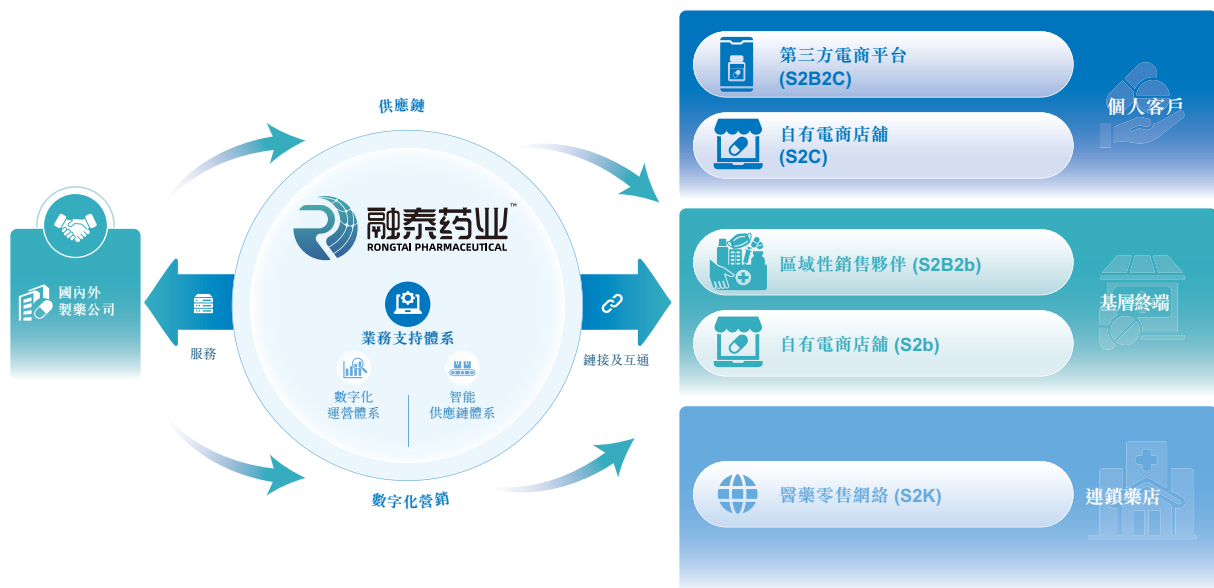 國內外
製藥公司
服務
供應鏈
融泰药业™
RONGTAI PHARMACEUTICAL
業務支持體系
數字化
運營體系
智能
供應鏈體系
數字化營銷
鏈接及互通
第三方電商平台
(S2B2C)
自有電商店舖
(S2C)
個人客戶
區域性銷售夥伴 (S2B2b)
自有電商店舖 (S2b)
基層終端
醫藥零售網絡 (S2K)
連鎖藥店